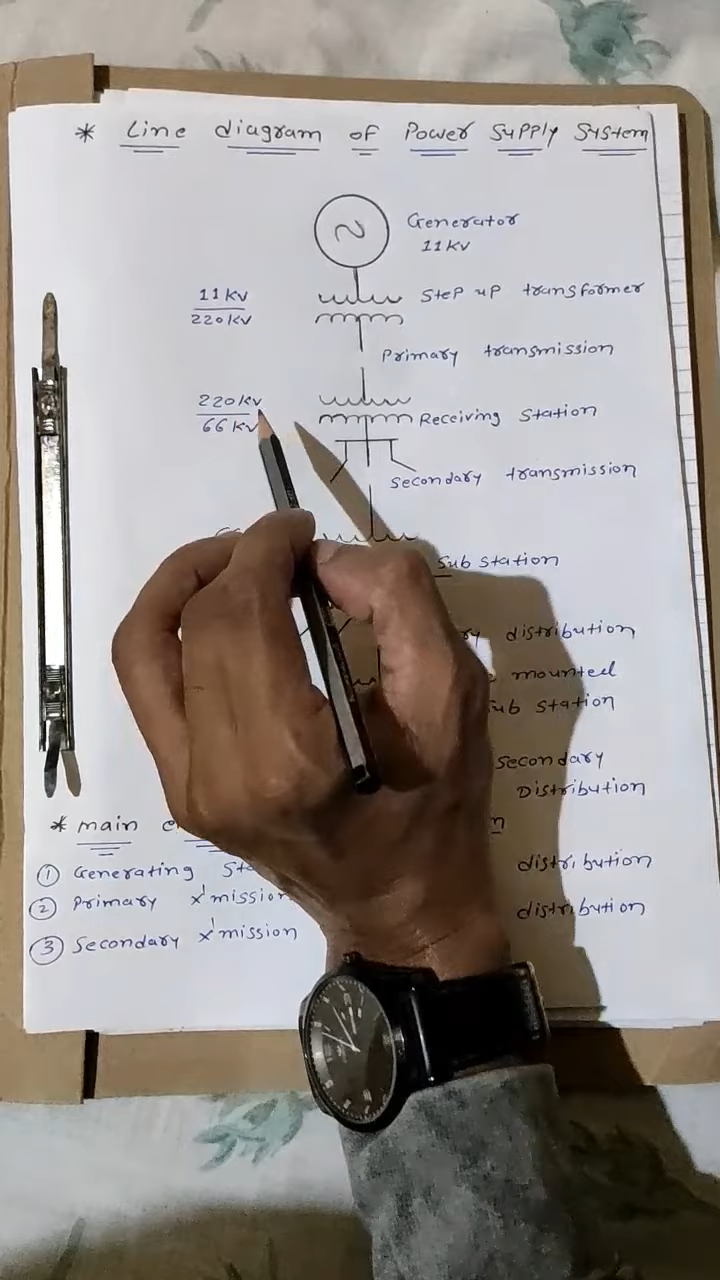 * Line diagram of Power Supply System
Generator
11 kv
11 kv
220 kv
Step up transformer
Primary transmission
220 kv
66 kv
Receiving Station
Secondary transmission
Sub station
distribution
mounted
Sub station
Secondary
Distribution
* main
① Generating
distribution
② Primary x'mission
distribution
③ Secondary x'mission